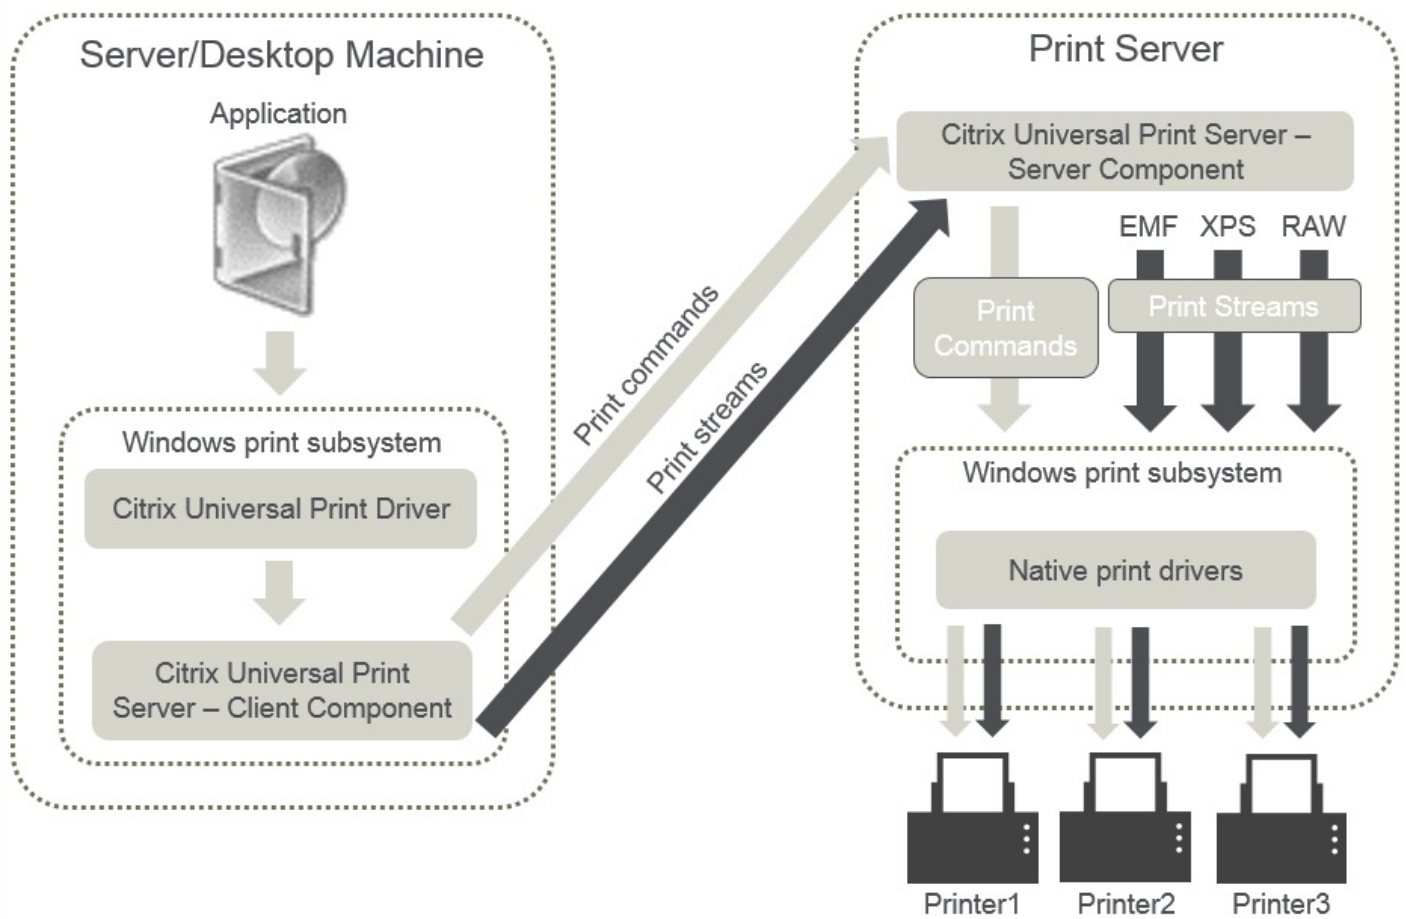 Server/Desktop Machine
Application
Windows print subsystem
Citrix Universal Print Driver
Citrix Universal Print
Server – Client Component
Print commands
Print streams
Print Server
Citrix Universal Print Server –
Server Component
EMF XPS RAW
Print
Commands
Print Streams
Windows print subsystem
Native print drivers
Printer1
Printer2
Printer3